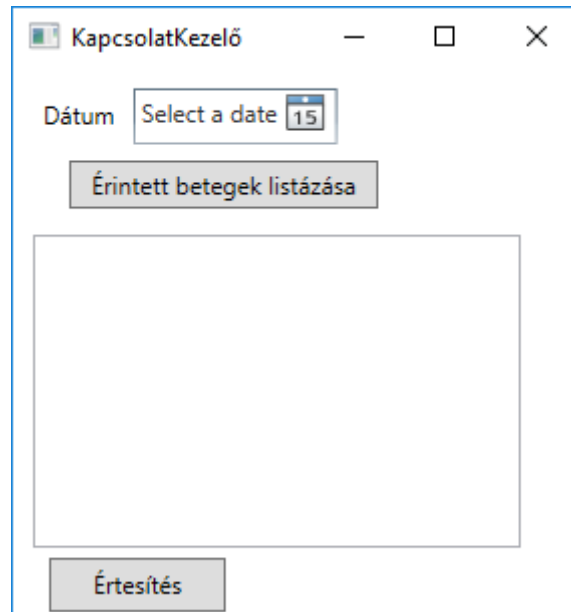 KapcsolatKezelő
Dátum Select a date 15
Érintett betegek listázása
Értesítés